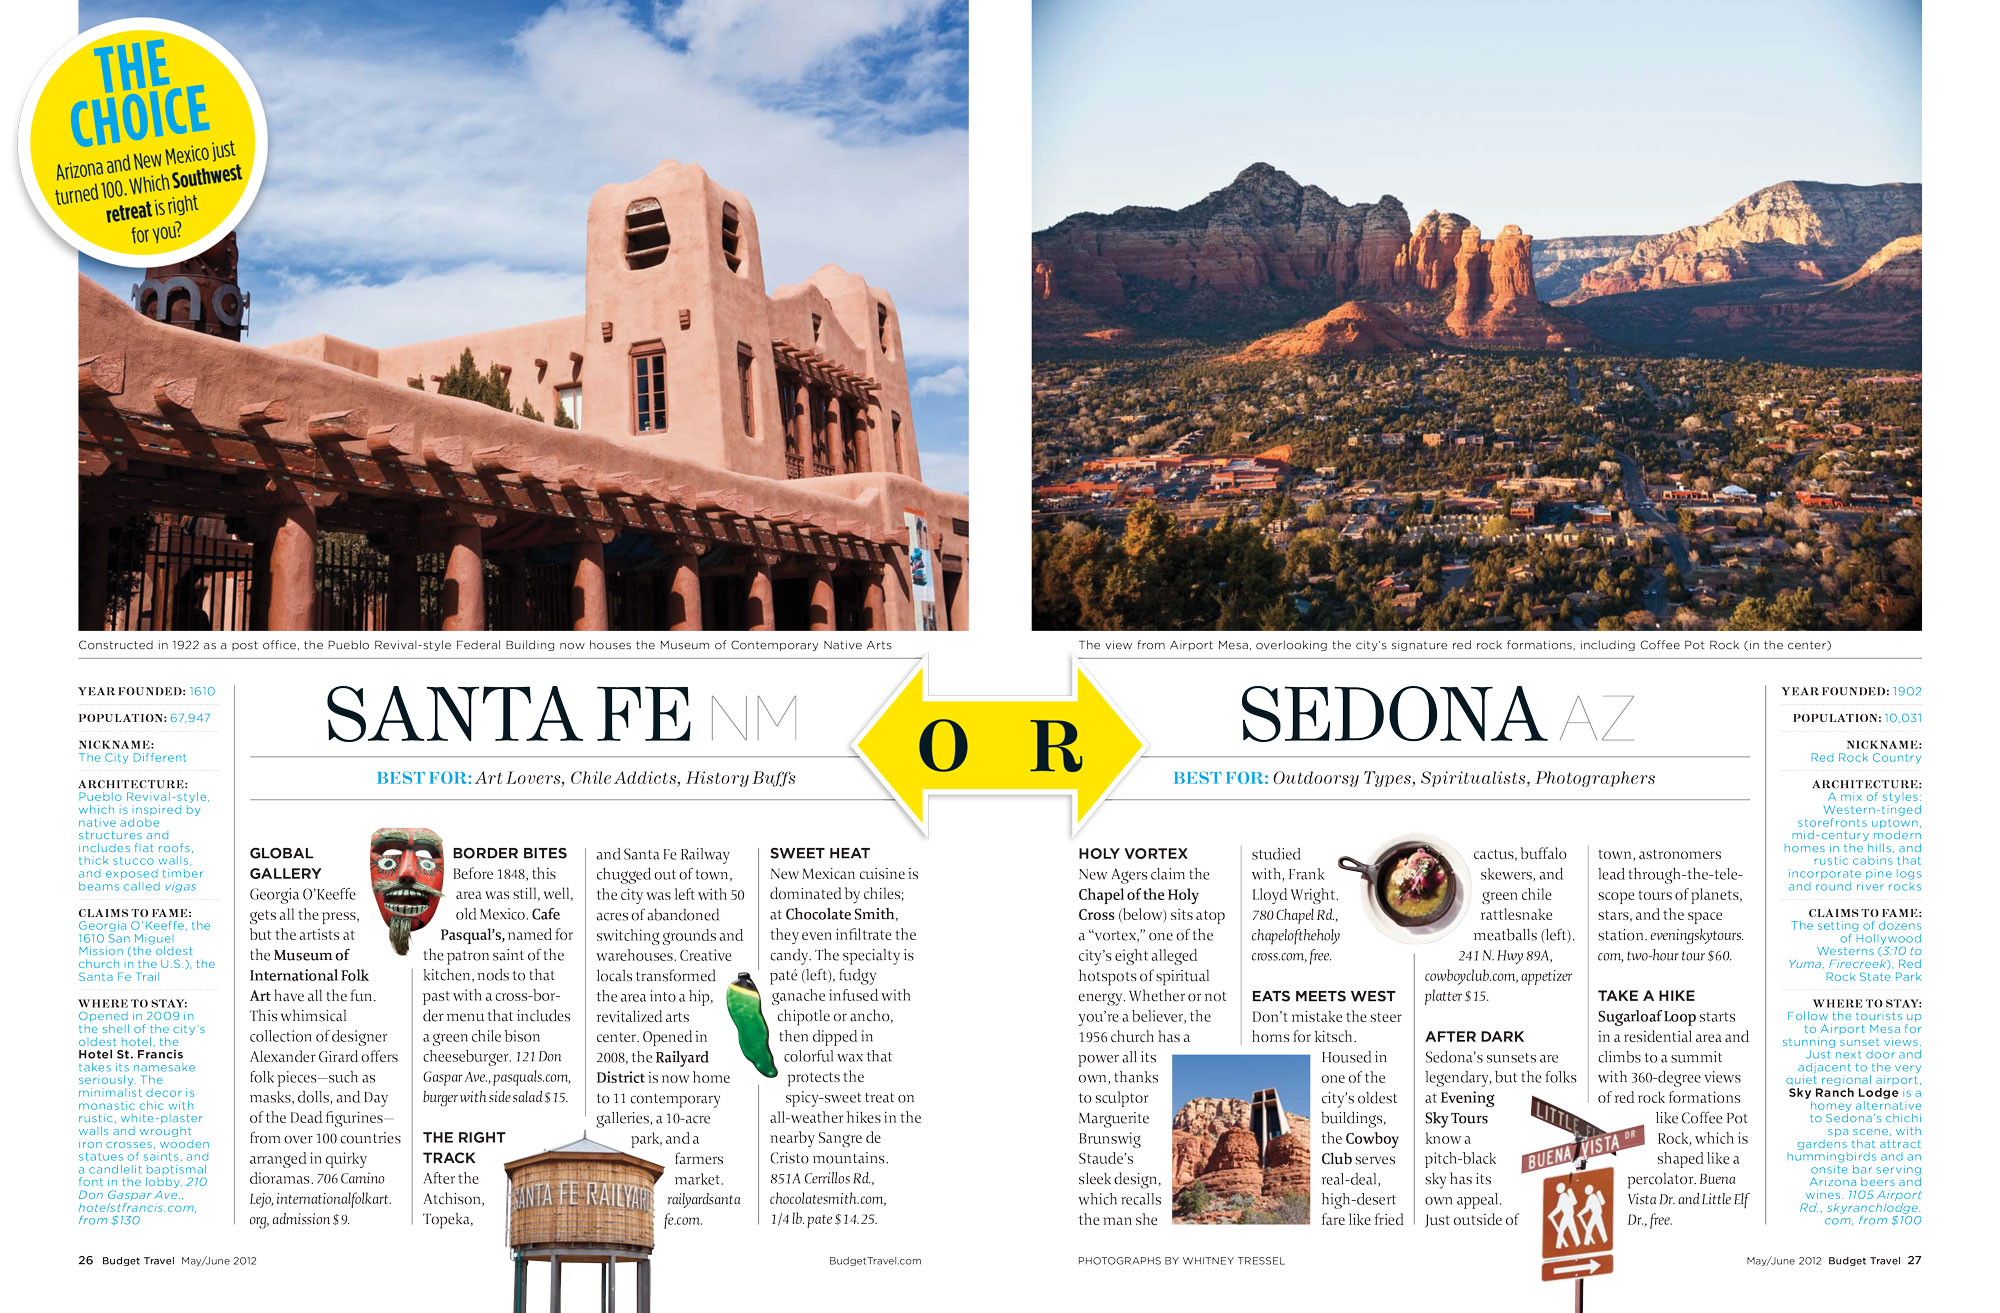 THE
CHOICE
Arizona and New Mexico just
turned 100. Which Southwest
retreat is right
for you?
mo
Constructed in 1922 as a post office, the Pueblo Revival-style Federal Building now houses the Museum of Contemporary Native Arts
YEAR FOUNDED: 1610
POPULATION: 67,947
NICKNAME:
The City Different
ARCHITECTURE:
Pueblo Revival-style,
which is inspired by
native adobe
structures and
includes flat roofs,
thick stucco walls,
and exposed timber
beams called vigas
CLAIMS TO FAME:
Georgia O'Keeffe, the
1610 San Miguel
Mission (the oldest
church in the U.S.), the
Santa Fe Trail
WHERE TO STAY:
Opened in 2009 in
the shell of the city's
oldest hotel, the
Hotel St. Francis
takes its namesake
seriously. The
minimalist decor is
monastic chic with
rustic, white-plaster
walls and wrought
iron crosses, wooden
statues of saints, and
a candlelit baptismal
font in the lobby. 210
Don Gaspar Ave.,
hotelstfrancis.com,
from $130
SANTA FE NM
BEST FOR: Art Lovers, Chile Addicts, History Buffs
GLOBAL
GALLERY
Georgia O'Keeffe
gets all the press,
but the artists at
the Museum of
International Folk
Art have all the fun.
This whimsical
collection of designer
Alexander Girard offers
folk pieces—such as
masks, dolls, and Day
of the Dead figurines—
from over 100 countries
arranged in quirky
dioramas. 706 Camino
Lejo, internationalfolkart.
org, admission $9.
BORDER BITES
Before 1848, this
area was still, well,
old Mexico. Cafe
Pasqual's, named for
the patron saint of the
kitchen, nods to that
past with a cross-bor-
der menu that includes
a green chile bison
cheeseburger. 121 Don
Gaspar Ave., pasquals.com,
burger with side salad $15.
THE RIGHT
TRACK
After the
Atchison,
Topeka,
and Santa Fe Railway
chugged out of town,
the city was left with 50
acres of abandoned
switching grounds and
warehouses. Creative
locals transformed
the area into a hip,
revitalized arts
center. Opened in
2008, the Railyard
District is now home
to 11 contemporary
galleries, a 10-acre
park, and a
farmers
market.
railyardsanta
fe.com.
SANTA FE RAILYAR
SWEET HEAT
New Mexican cuisine is
dominated by chiles;
at Chocolate Smith,
they even infiltrate the
candy. The specialty is
paté (left), fudgy
ganache infused with
chipotle or ancho,
then dipped in
colorful wax that
protects the
spicy-sweet treat on
all-weather hikes in the
nearby Sangre de
Cristo mountains.
851A Cerrillos Rd.,
chocolatesmith.com,
1/4 lb. pate $14.25.
26 Budget Travel May/June 2012
BudgetTravel.com
OR
The view from Airport Mesa, overlooking the city's signature red rock formations, including Coffee Pot Rock (in the center)
SEDONA AZ
BEST FOR: Outdoorsy Types, Spiritualists, Photographers
HOLY VORTEX
New Agers claim the
Chapel of the Holy
Cross (below) sits atop
a "vortex," one of the
city's eight alleged
hotspots of spiritual
energy. Whether or not
you're a believer, the
1956 church has a
power all its
own, thanks
to sculptor
Marguerite
Brunswig
Staude's
sleek design,
which recalls
the man she
studied
with, Frank
Lloyd Wright.
780 Chapel Rd.,
chapeloftheholy
cross.com, free.
EATS MEETS WEST
Don't mistake the steer
horns for kitsch.
Housed in
one of the
city's oldest
buildings,
the Cowboy
Club serves
real-deal,
high-desert
fare like fried
cactus, buffalo
skewers, and
green chile
rattlesnake
meatballs (left).
241 N. Hwy 89A,
cowboyclub.com, appetizer
platter $15.
AFTER DARK
Sedona's sunsets are
legendary, but the folks
at Evening
Sky Tours
know a
pitch-black
sky has its
own appeal.
Just outside of
town, astronomers
lead through-the-tele-
scope tours of planets,
stars, and the space
station. eveningskytours.
com, two-hour tour $60.
TAKE A HIKE
Sugarloaf Loop starts
in a residential area and
climbs to a summit
with 360-degree views
of red rock formations
like Coffee Pot
Rock, which is
shaped like a
percolator. Buena
Vista Dr. and Little Elf
Dr., free.
LITTLE
BUENA VISTA DR
YEAR FOUNDED: 1902
POPULATION: 10,031
NICKNAME:
Red Rock Country
ARCHITECTURE:
A mix of styles:
Western-tinged
storefronts uptown,
mid-century modern
homes in the hills, and
rustic cabins that
incorporate pine logs
and round river rocks
CLAIMS TO FAME:
The setting of dozens
of Hollywood
Westerns (3:10 to
Yuma, Firecreek), Red
Rock State Park
WHERE TO STAY:
Follow the tourists up
to Airport Mesa for
stunning sunset views.
Just next door and
adjacent to the very
quiet regional airport,
Sky Ranch Lodge is a
homey alternative
to Sedona's chichi
spa scene, with
gardens that attract
hummingbirds and an
onsite bar serving
Arizona beers and
wines. 1105 Airport
Rd., skyranchlodge.
com, from $100
PHOTOGRAPHS BY WHITNEY TRESSEL
May/June 2012 Budget Travel 27